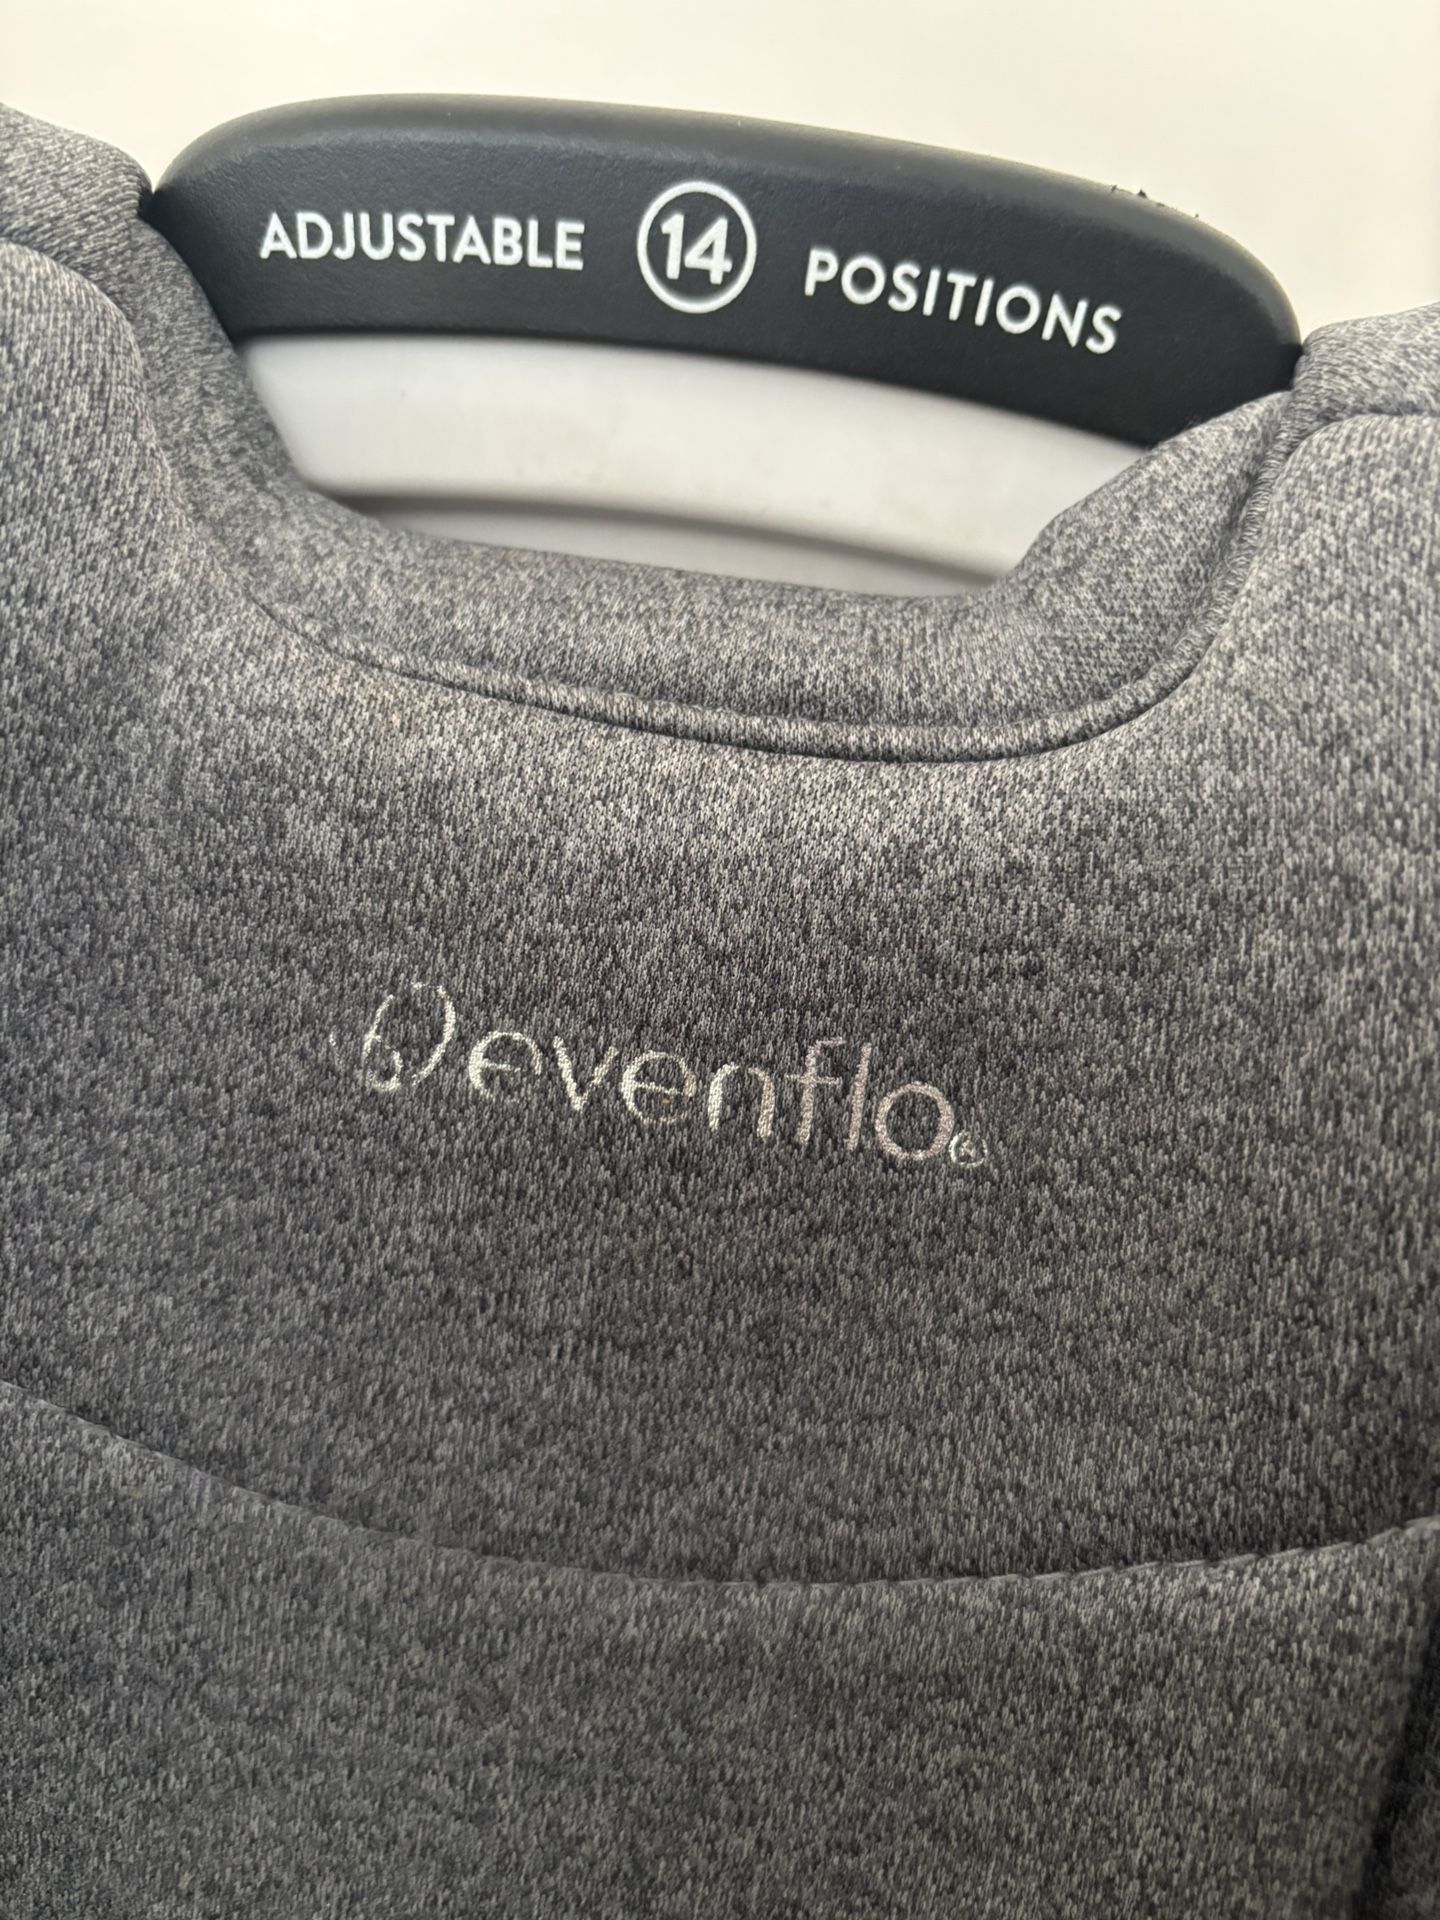 ADJUSTABLE 14 POSITIONS
evenflo®